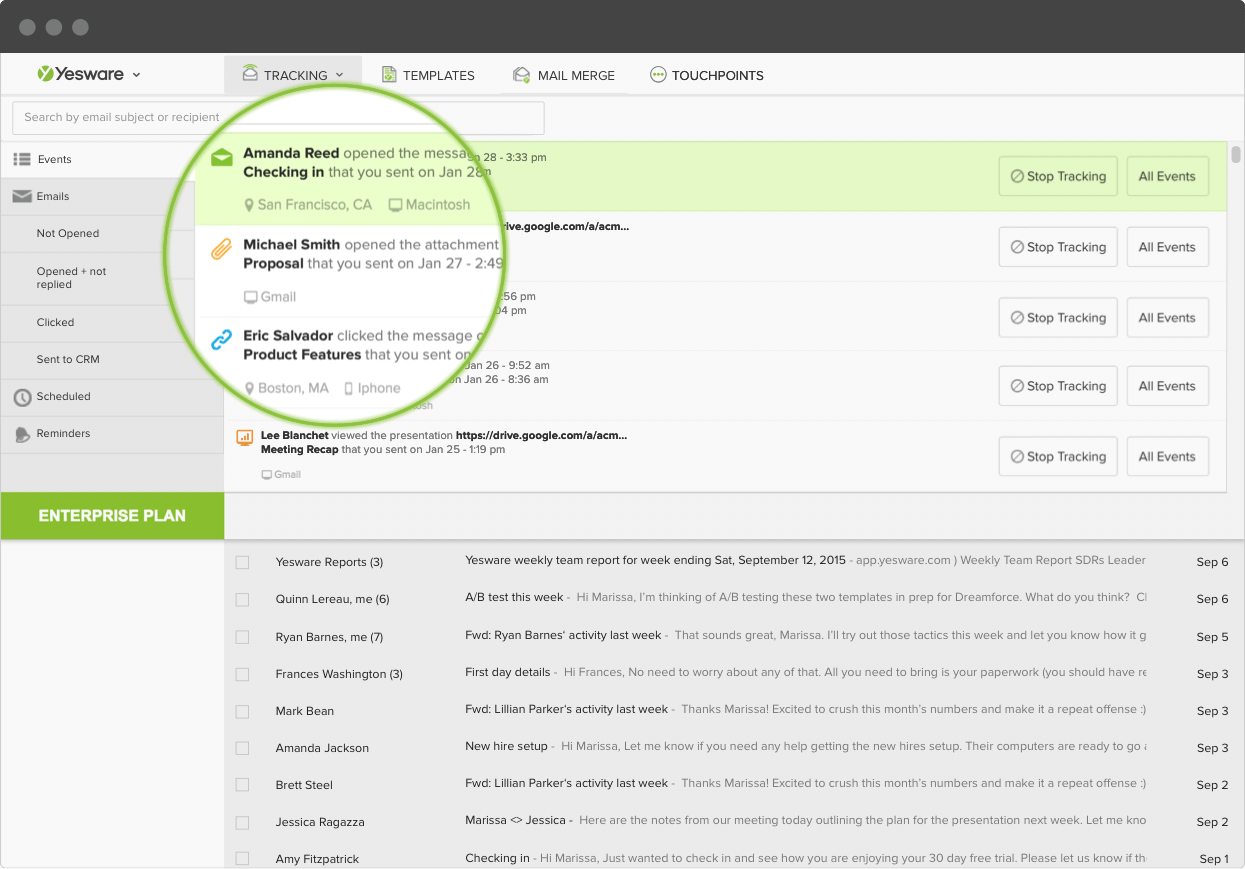 Yesware
TRACKING
TEMPLATES
MAIL MERGE
TOUCHPOINTS
Search by email subject or recipient
Events
Emails
Not Opened
Opened + not
replied
Clicked
Sent to CRM
Scheduled
Reminders
ENTERPRISE PLAN
Amanda Reed opened the messag
28 - 3:33 pm
Checking in that you sent on Jan 28
San Francisco, CA Macintosh
Stop Tracking All Events
.google.com/a/acm...
Michael Smith opened the attachment
Proposal that you sent on Jan 27 - 2:49
Gmail
Stop Tracking All Events
:56 pm
04 pm
Eric Salvador clicked the message
Product Features that you sent on
Boston, MA Iphone
Stop Tracking All Events
Jan 26 - 9:52 am
on Jan 26 - 8:36 am
Stop Tracking All Events
Lee Blanchet viewed the presentation https://drive.google.com/a/acm...
Meeting Recap that you sent on Jan 25 - 1:19 pm
Gmail
Stop Tracking All Events
Yesware Reports (3) Yesware weekly team report for week ending Sat, September 12, 2015 - app.yesware.com ) Weekly Team Report SDRs Leader Sep 6
Quinn Lereau, me (6) A/B test this week - Hi Marissa, I'm thinking of A/B testing these two templates in prep for Dreamforce. What do you think? Sep 6
Ryan Barnes, me (7) Fwd: Ryan Barnes' activity last week - That sounds great, Marissa. I'll try out those tactics this week and let you know how it g Sep 5
Frances Washington (3) First day details - Hi Frances, No need to worry about any of that. All you need to bring is your paperwork (you should have re Sep 3
Mark Bean Fwd: Lillian Parker's activity last week - Thanks Marissa! Excited to crush this month's numbers and make it a repeat offense :) Sep 3
Amanda Jackson New hire setup - Hi Marissa, Let me know if you need any help getting the new hires setup. Their computers are ready to go Sep 3
Brett Steel Fwd: Lillian Parker's activity last week - Thanks Marissa! Excited to crush this month's numbers and make it a repeat offense :) Sep 2
Jessica Ragazza Marissa <> Jessica - Here are the notes from our meeting today outlining the plan for the presentation next week. Let me kno Sep 2
Amy Fitzpatrick Checking in - Hi Marissa, Just wanted to check in and see how you are enjoying your 30 day free trial. Please let us know if th Sep 1